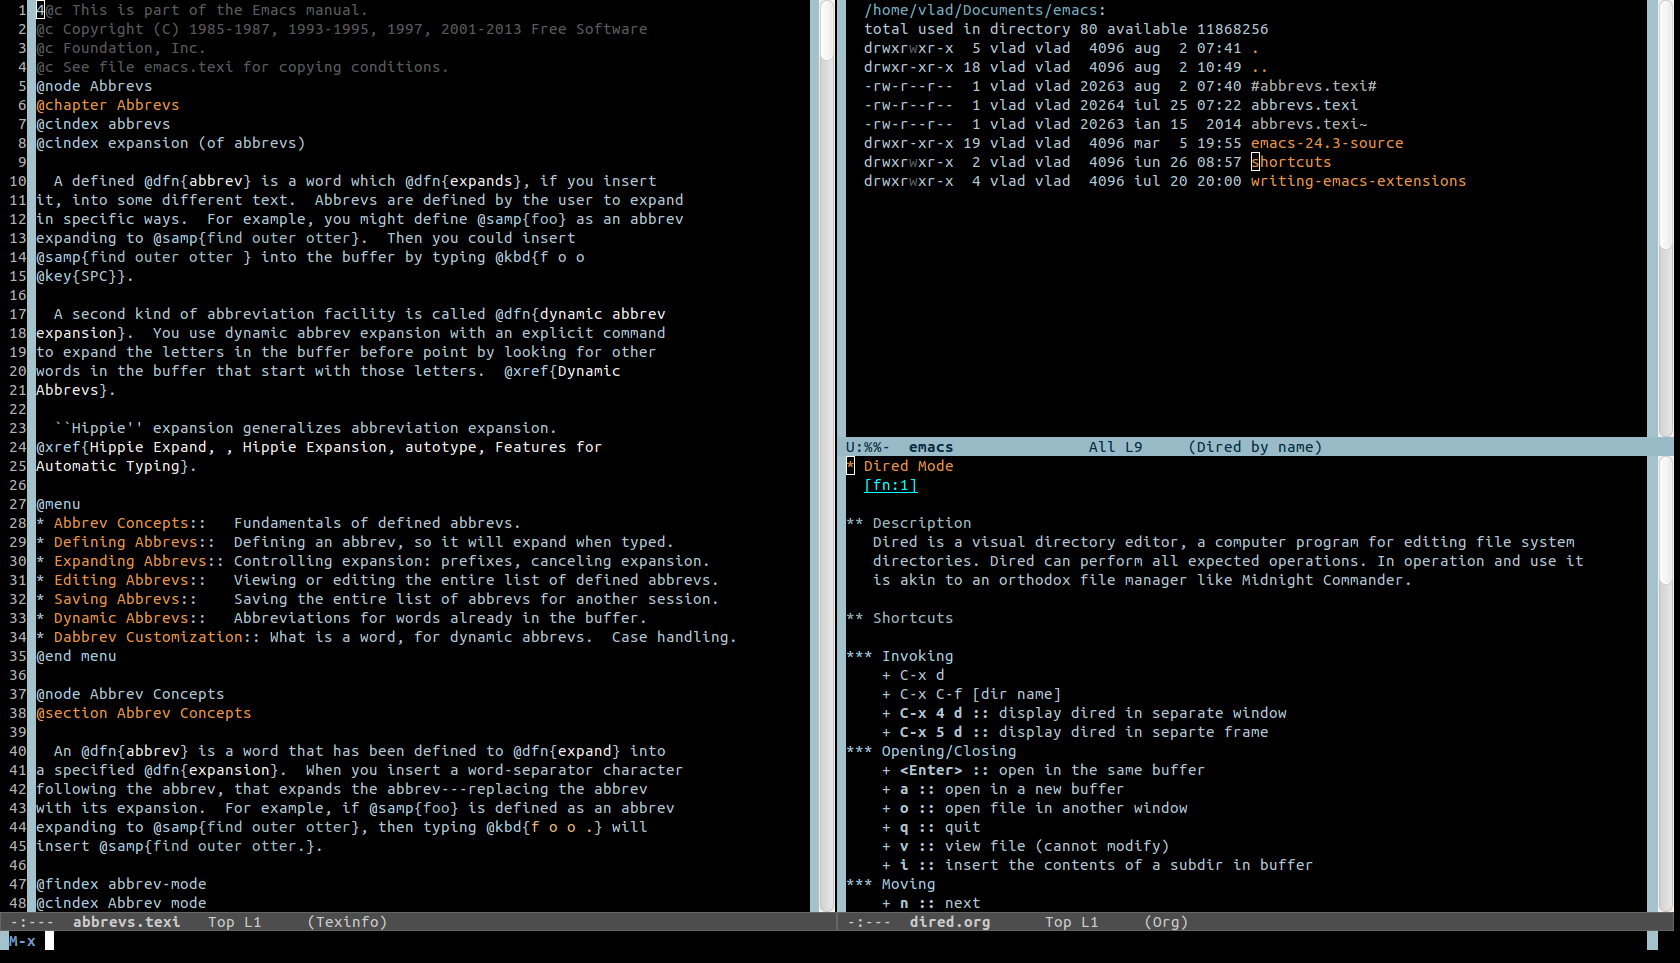 1 4@c This is part of the Emacs manual.
2 @c Copyright (C) 1985-1987, 1993-1995, 1997, 2001-2013 Free Software
3 @c Foundation, Inc.
4 @c See file emacs.texi for copying conditions.
5 @node Abbrevs
6 @chapter Abbrevs
7 @cindex abbrevs
8 @cindex expansion (of abbrevs)
9
10   A defined @dfn{abbrev} is a word which @dfn{expands}, if you insert
11 it, into some different text.  Abbrevs are defined by the user to expand
12 in specific ways.  For example, you might define @samp{foo} as an abbrev
13 expanding to @samp{find outer otter}.  Then you could insert
14 @samp{find outer otter } into the buffer by typing @kbd{f o o
15 @key{SPC}}.
16
17   A second kind of abbreviation facility is called @dfn{dynamic abbrev
18 expansion}.  You use dynamic abbrev expansion with an explicit command
19 to expand the letters in the buffer before point by looking for other
20 words in the buffer that start with those letters.  @xref{Dynamic
21 Abbrevs}.
22
23   ``Hippie'' expansion generalizes abbreviation expansion.
24 @xref{Hippie Expand, , Hippie Expansion, autotype, Features for
25 Automatic Typing}.
26
27 @menu
28 * Abbrev Concepts::   Fundamentals of defined abbrevs.
29 * Defining Abbrevs::  Defining an abbrev, so it will expand when typed.
30 * Expanding Abbrevs:: Controlling expansion: prefixes, canceling expansion.
31 * Editing Abbrevs::   Viewing or editing the entire list of defined abbrevs.
32 * Saving Abbrevs::    Saving the entire list of abbrevs for another session.
33 * Dynamic Abbrevs::   Abbreviations for words already in the buffer.
34 * Dabbrev Customization:: What is a word, for dynamic abbrevs.  Case handling.
35 @end menu
36
37 @node Abbrev Concepts
38 @section Abbrev Concepts
39
40   An @dfn{abbrev} is a word that has been defined to @dfn{expand} into
41 a specified @dfn{expansion}.  When you insert a word-separator character
42 following the abbrev, that expands the abbrev---replacing the abbrev
43 with its expansion.  For example, if @samp{foo} is defined as an abbrev
44 expanding to @samp{find outer otter}, then typing @kbd{f o o .} will
45 insert @samp{find outer otter.}.
46
47 @findex abbrev-mode
48 @cindex Abbrev mode
-:---  abbrevs.texi   Top L1     (Texinfo)
/home/vlad/Documents/emacs:
total used in directory 80 available 11868256
drwxrwxr-x  5 vlad vlad  4096 aug  2 07:41 .
drwxr-xr-x 18 vlad vlad  4096 aug  2 10:49 ..
-rw-r--r--  1 vlad vlad 20263 aug  2 07:40 #abbrevs.texi#
-rw-r--r--  1 vlad vlad 20264 iul 25 07:22 abbrevs.texi
-rw-r--r--  1 vlad vlad 20263 ian 15  2014 abbrevs.texi~
drwxr-xr-x 19 vlad vlad  4096 mar  5 19:55 emacs-24.3-source
drwxrwxr-x  2 vlad vlad  4096 iun 26 08:57 shortcuts
drwxrwxr-x  4 vlad vlad  4096 iul 20 20:00 writing-emacs-extensions
U:%%-  emacs               All L9     (Dired by name)
* Dired Mode
  [fn:1]

** Description
   Dired is a visual directory editor, a computer program for editing file system
   directories. Dired can perform all expected operations. In operation and use it
   is akin to an orthodox file manager like Midnight Commander.

** Shortcuts

*** Invoking
    + C-x d
    + C-x C-f [dir name]
    + C-x 4 d :: display dired in separate window
    + C-x 5 d :: display dired in separte frame
*** Opening/Closing
    + <Enter> :: open in the same buffer
    + a :: open in a new buffer
    + o :: open file in another window
    + q :: quit
    + v :: view file (cannot modify)
    + i :: insert the contents of a subdir in buffer
*** Moving
    + n :: next
-:---  dired.org      Top L1     (Org)
M-x